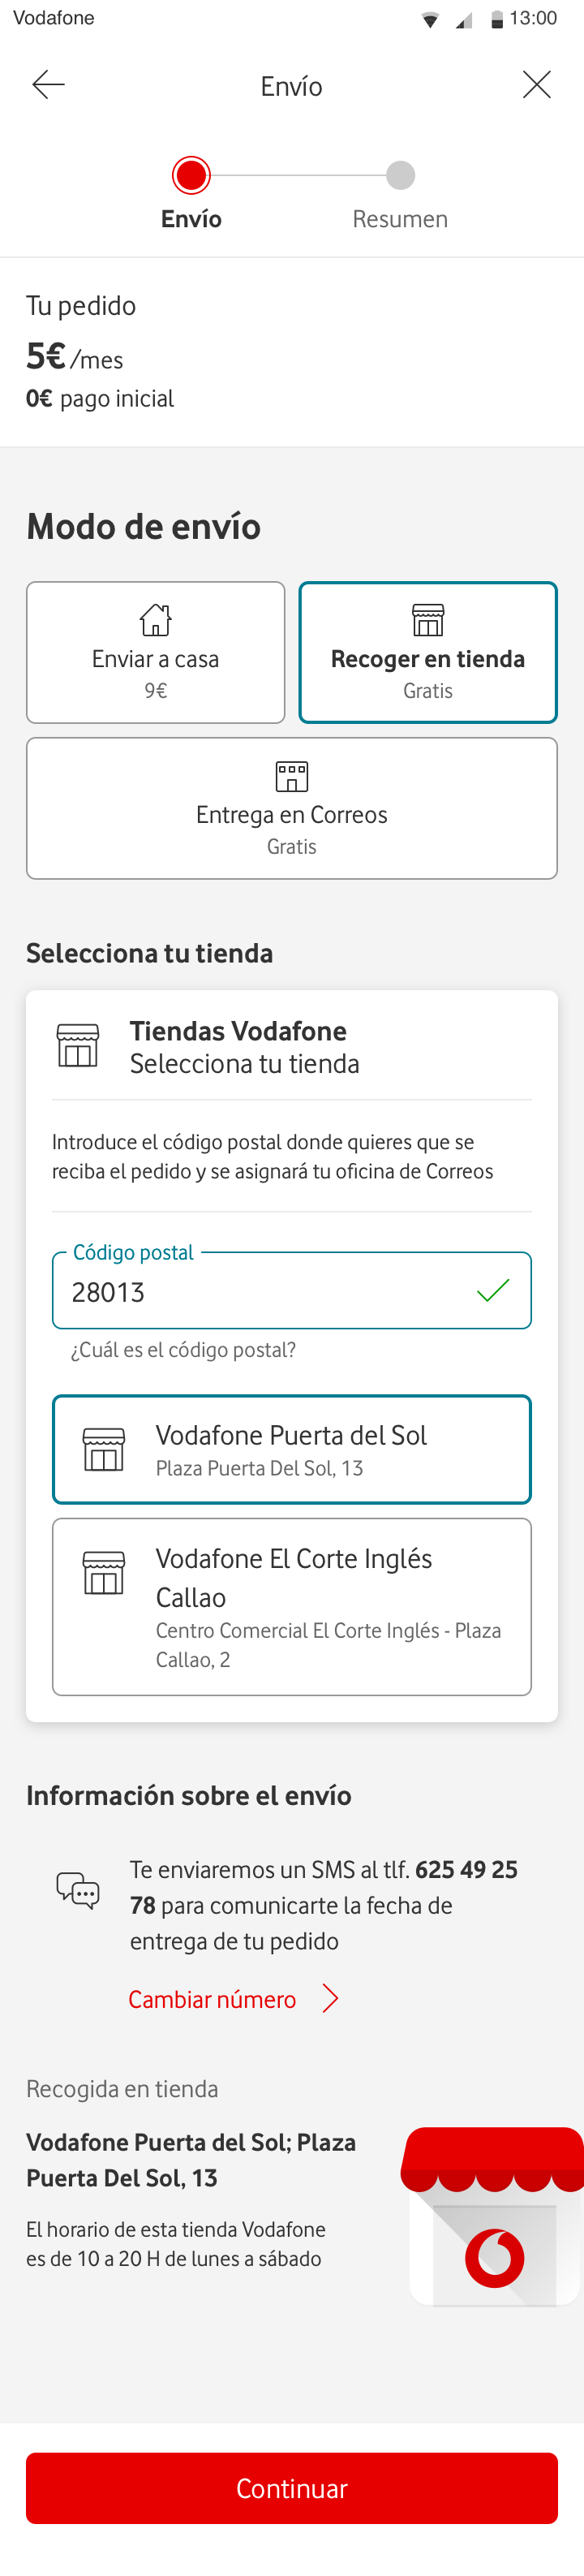 Vodafone 13:00
Envío
Envío Resumen
Tu pedido
5€ /mes
0€ pago inicial
Modo de envío
Enviar a casa
9€
Recoger en tienda
Gratis
Entrega en Correos
Gratis
Selecciona tu tienda
Tiendas Vodafone
Selecciona tu tienda
Introduce el código postal donde quieres que se
reciba el pedido y se asignará tu oficina de Correos
Código postal
28013
¿Cuál es el código postal?
Vodafone Puerta del Sol
Plaza Puerta Del Sol, 13
Vodafone El Corte Inglés
Callao
Centro Comercial El Corte Inglés - Plaza
Callao, 2
Información sobre el envío
Te enviaremos un SMS al tlf. 625 49 25
78 para comunicarte la fecha de
entrega de tu pedido
Cambiar número
Recogida en tienda
Vodafone Puerta del Sol; Plaza
Puerta Del Sol, 13
El horario de esta tienda Vodafone
es de 10 a 20 H de lunes a sábado
Continuar